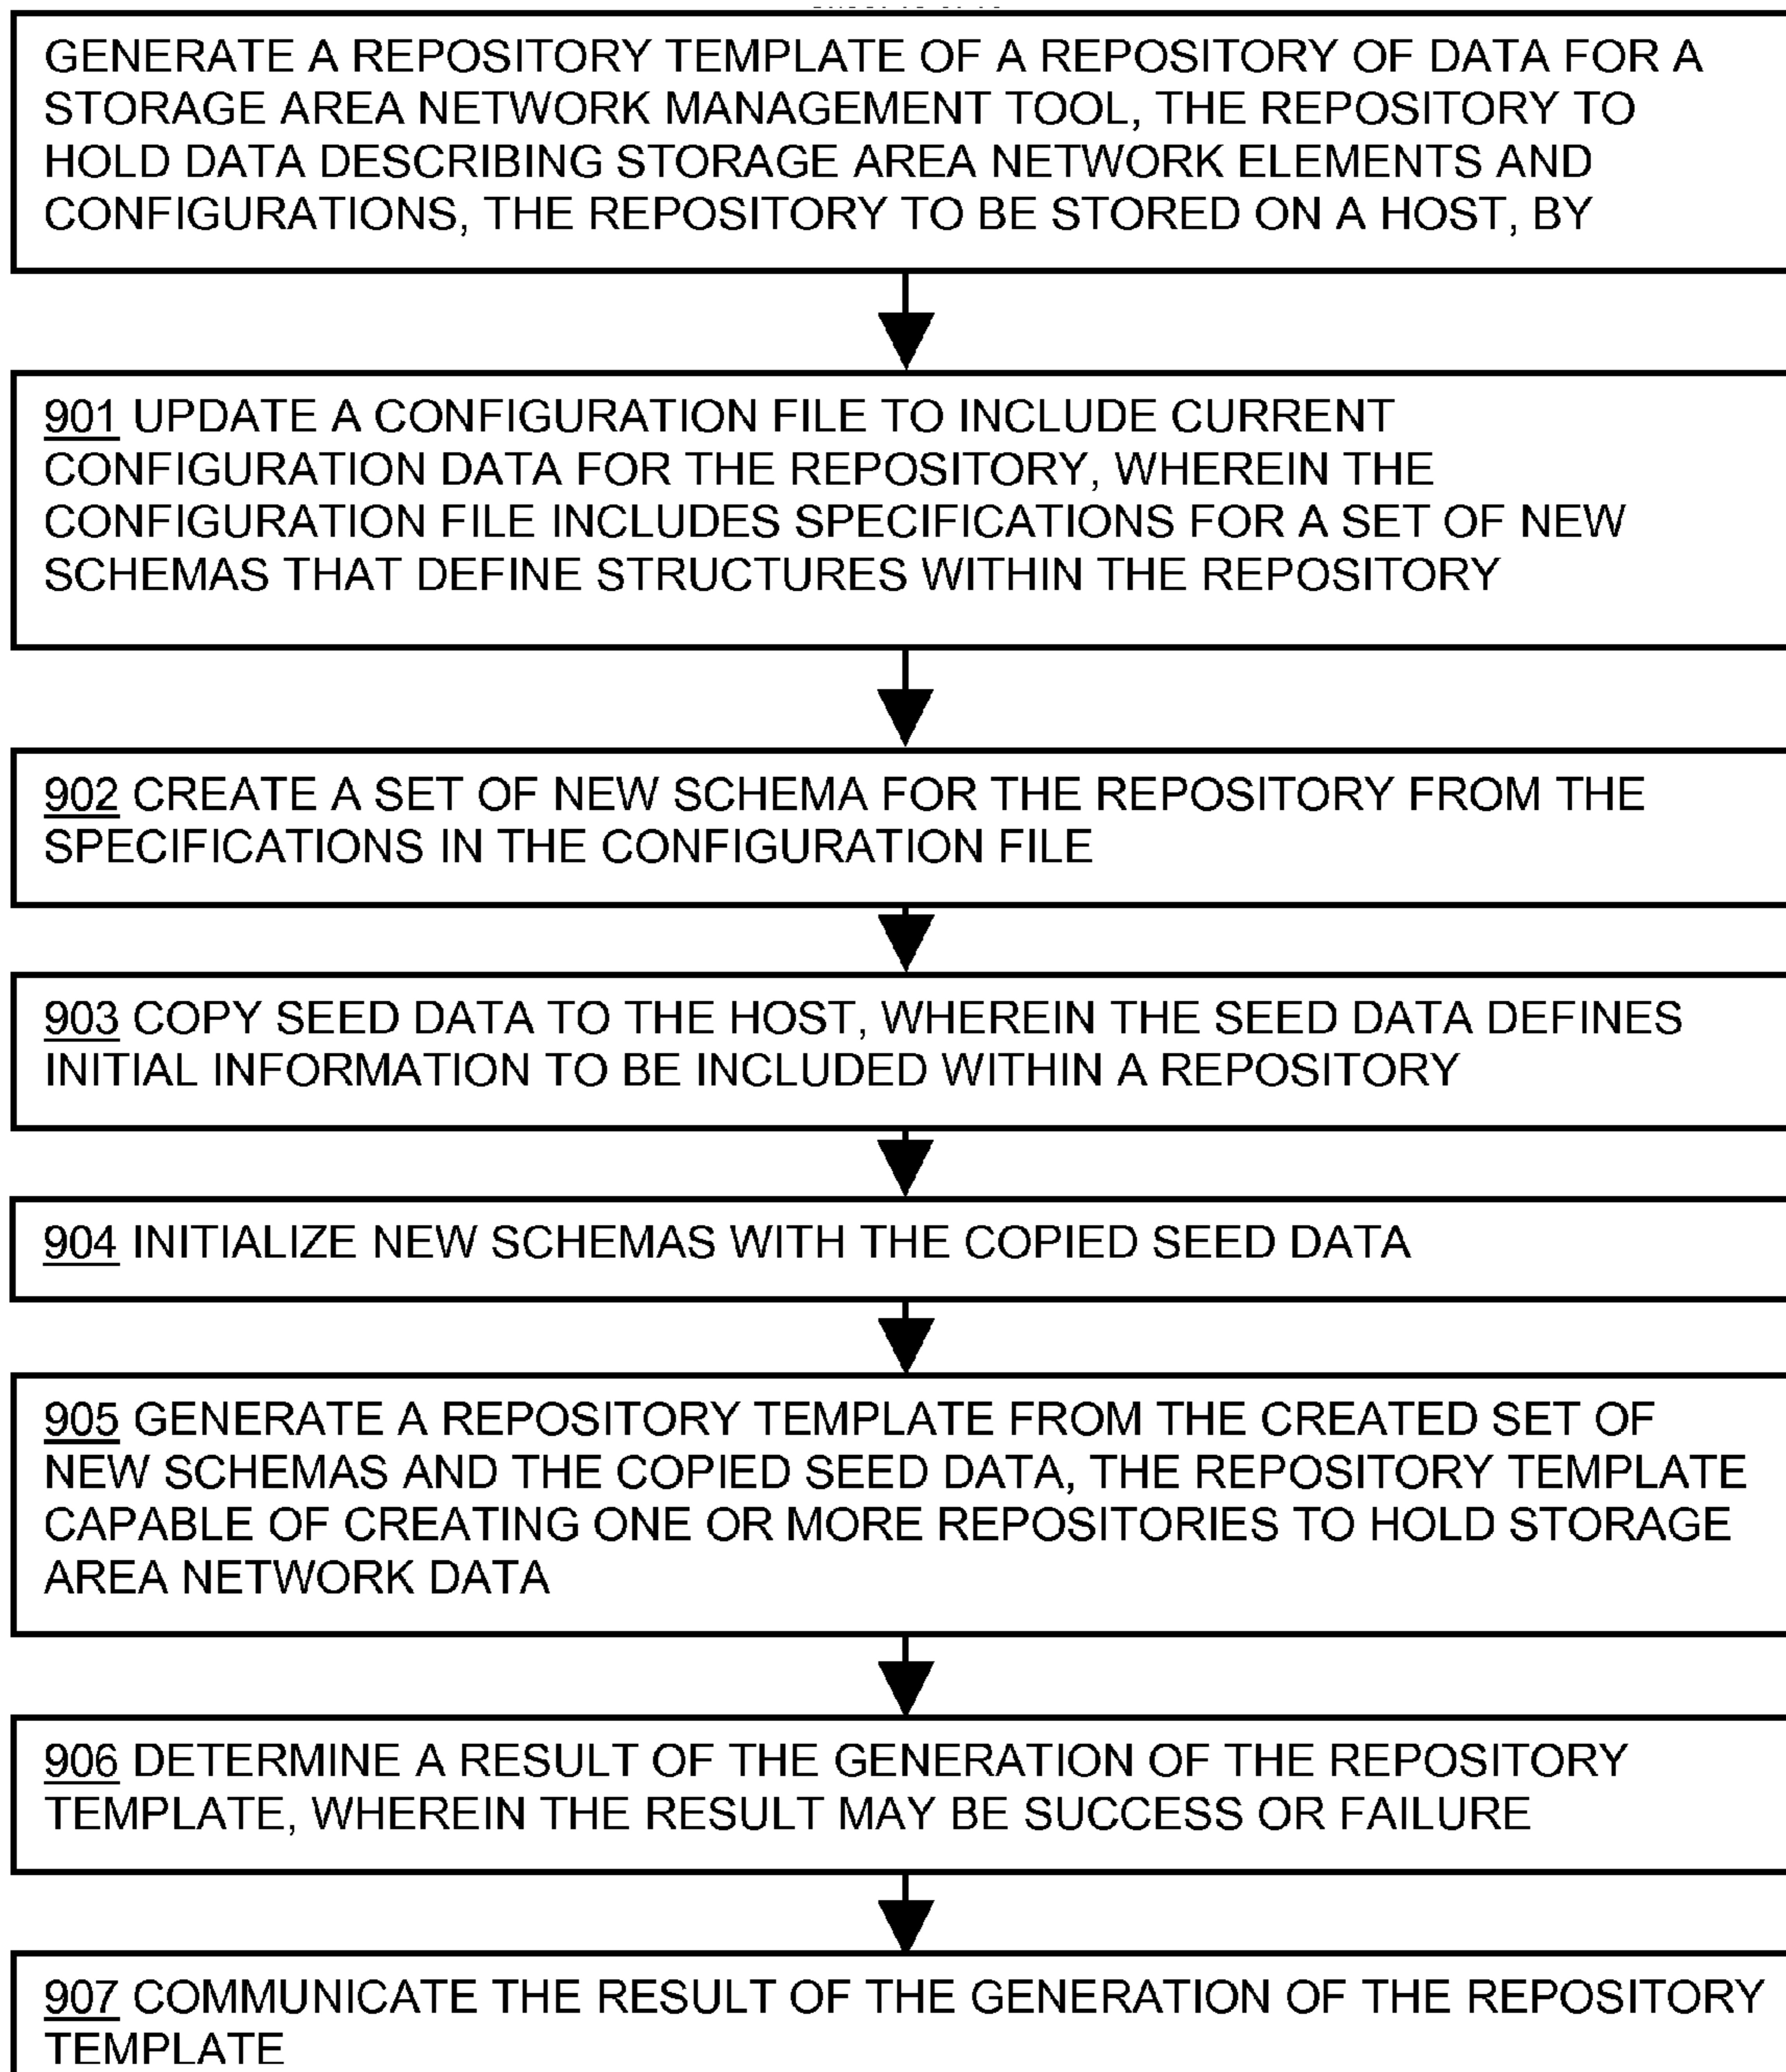 GENERATE A REPOSITORY TEMPLATE OF A REPOSITORY OF DATA FOR A
STORAGE AREA NETWORK MANAGEMENT TOOL, THE REPOSITORY TO
HOLD DATA DESCRIBING STORAGE AREA NETWORK ELEMENTS AND
CONFIGURATIONS, THE REPOSITORY TO BE STORED ON A HOST, BY
901 UPDATE A CONFIGURATION FILE TO INCLUDE CURRENT
CONFIGURATION DATA FOR THE REPOSITORY, WHEREIN THE
CONFIGURATION FILE INCLUDES SPECIFICATIONS FOR A SET OF NEW
SCHEMAS THAT DEFINE STRUCTURES WITHIN THE REPOSITORY
902 CREATE A SET OF NEW SCHEMA FOR THE REPOSITORY FROM THE
SPECIFICATIONS IN THE CONFIGURATION FILE
903 COPY SEED DATA TO THE HOST, WHEREIN THE SEED DATA DEFINES
INITIAL INFORMATION TO BE INCLUDED WITHIN A REPOSITORY
904 INITIALIZE NEW SCHEMAS WITH THE COPIED SEED DATA
905 GENERATE A REPOSITORY TEMPLATE FROM THE CREATED SET OF
NEW SCHEMAS AND THE COPIED SEED DATA, THE REPOSITORY TEMPLATE
CAPABLE OF CREATING ONE OR MORE REPOSITORIES TO HOLD STORAGE
AREA NETWORK DATA
906 DETERMINE A RESULT OF THE GENERATION OF THE REPOSITORY
TEMPLATE, WHEREIN THE RESULT MAY BE SUCCESS OR FAILURE
907 COMMUNICATE THE RESULT OF THE GENERATION OF THE REPOSITORY
TEMPLATE